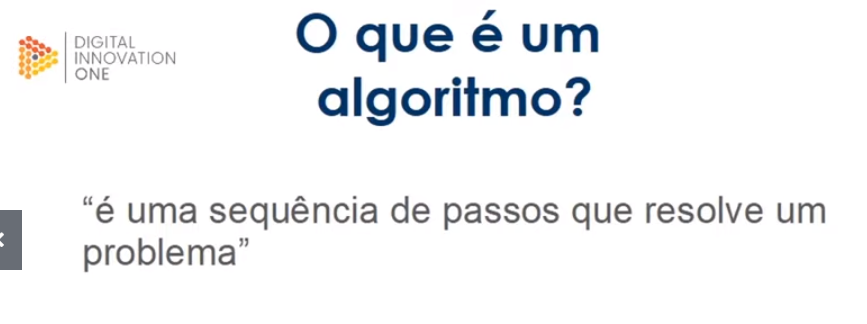 DIGITAL
INNOVATION
ONE
O que é um
algoritmo?
“é uma sequência de passos que resolve um
problema”